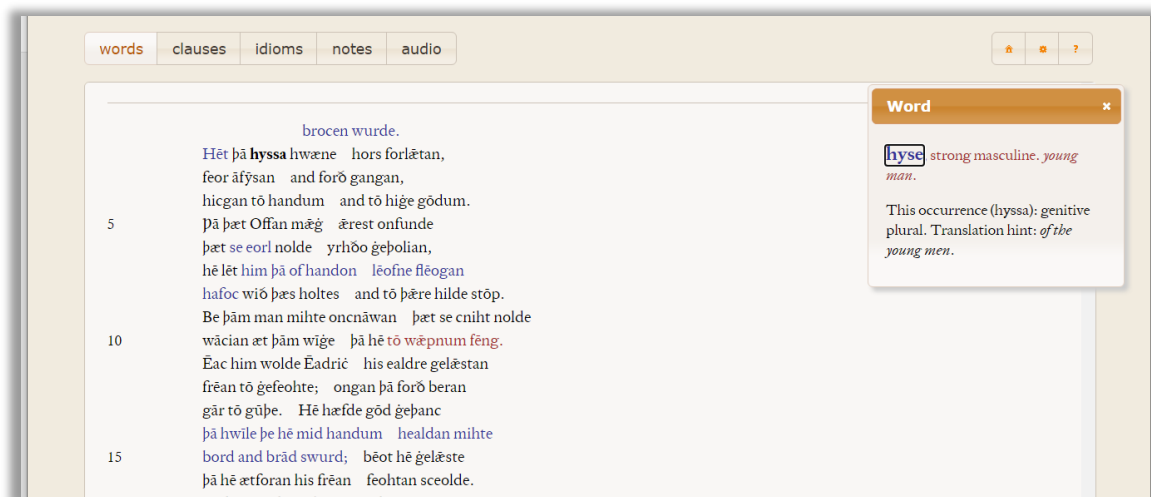 words clauses idioms notes audio ?
Word ×
brocen wurde.
Hēt þā hyssa hwæne hors forlǣtan,
feor āfȳsan and forð gangan,
hicgan tō handum and tō hiġe gōdum.
5 Þā þæt Offan mǣġ ǣrest onfunde
þæt se eorl nolde yrhðo ġeþolian,
hē lēt him þā of handon lēofne flēogan
hafoc wið þæs holtes and tō þǣre hilde stōp.
Be þām man mihte oncnāwan þæt se cniht nolde
10 wācian æt þām wīġe þā hē tō wǣpnum fēng.
Ēac him wolde Ēadriċ his ealdre gelǣstan
frēan tō ġefeohte; ongan þā forð beran
gār tō gūþe. Hē hæfde gōd ġeþanc
þā hwīle þe hē mid handum healdan mihte
15 bord and brād swurd; bēot hē ġelǣste
þā hē ætforan his frēan feohtan sceolde.
hyse, strong masculine. young
man.
This occurrence (hyssa): genitive
plural. Translation hint: of the
young men.